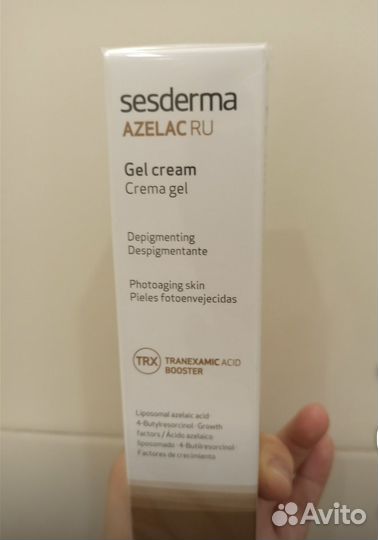 sesderma
AZELAC RU
Gel cream
Crema gel
Depigmenting
Despigmentante
Photoaging skin
Pieles fotoenvejecidas
TRX TRANEXAMIC ACID
BOOSTER
Liposomal azelaic acid·
4-Butylresorcinol · Growth
factors / Ácido azelaico
liposomado · 4-Butilresorcinol
Factores de crecimiento
Avito